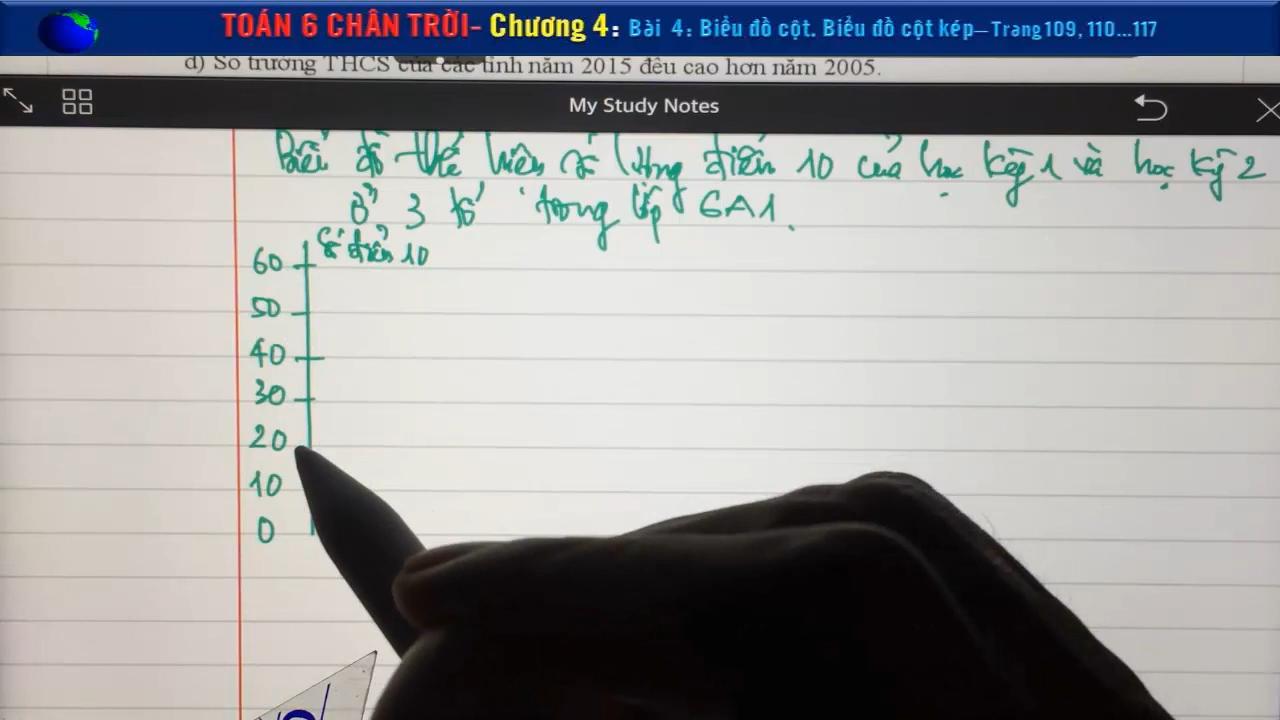 TOÁN 6 CHÂN TRỜI- Chương 4: Bài 4: Biểu đồ cột. Biểu đồ cột kép–Trang 109, 110...117
d) Số trường THCS của các tỉnh năm 2015 đều cao hơn năm 2005.
My Study Notes
Biểu đồ thể hiện số lượng điểm 10 của học kỳ 1 và học kỳ 2
ở 3 tổ trong lớp 6A1.
Số điểm 10
60
50
40
30
20
10
0